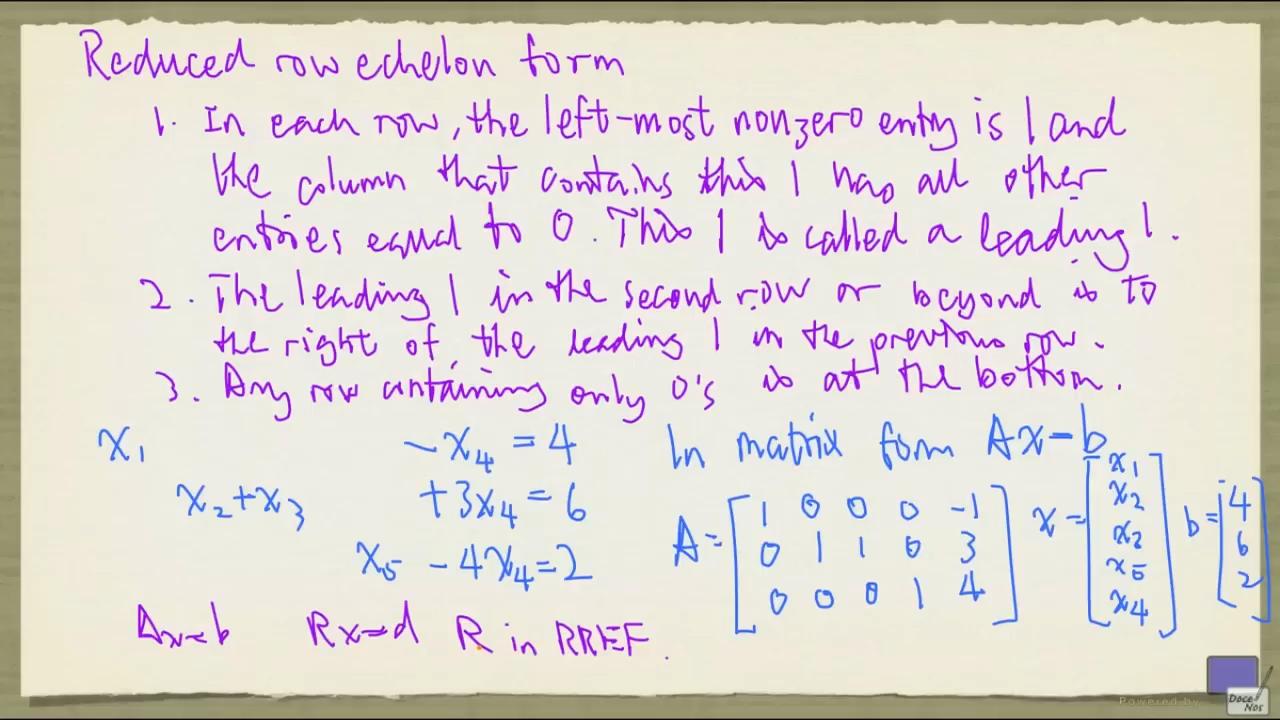 Reduced row echelon form
1. In each row, the left-most nonzero entry is 1 and
the column that contains this 1 has all other
entries equal to 0. This 1 is called a leading 1.
2. The leading 1 in the second row or beyond is to
the right of the leading 1 in the previous row.
3. Any row containing only 0's is at the bottom.
x₁ -x₄ = 4
x₂+x₃ +3x₄ = 6
x₅ -4x₄=2
In matrix form Ax=b
A= [1 0 0 0 -1
0 1 1 0 3
0 0 0 1 4]
x= [x₁
x₂
x₂
x₅
x₄]
b= [4
6
2]
Ax=b Rx=d R in RREF.
Powered by
Doce
Nos